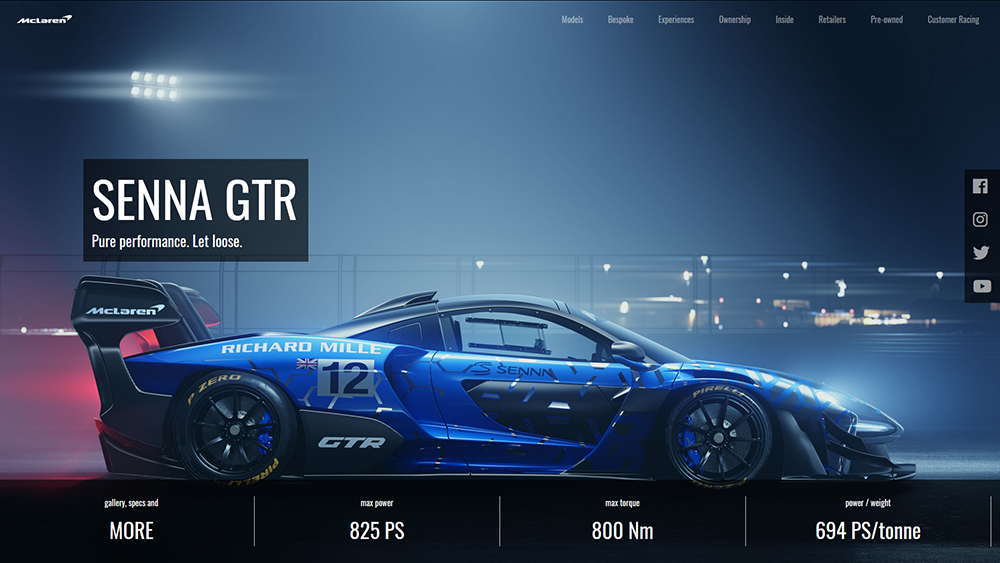 McLaren
Models Bespoke Experiences Ownership Inside Retailers Pre-owned Customer Racing
SENNA GTR
Pure performance. Let loose.
McLaren
RICHARD MILLE
12
SENNA
P ZERO
PIRELLI
PIRELLI
GTR
gallery, specs and
MORE
max power
825 PS
max torque
800 Nm
power / weight
694 PS/tonne